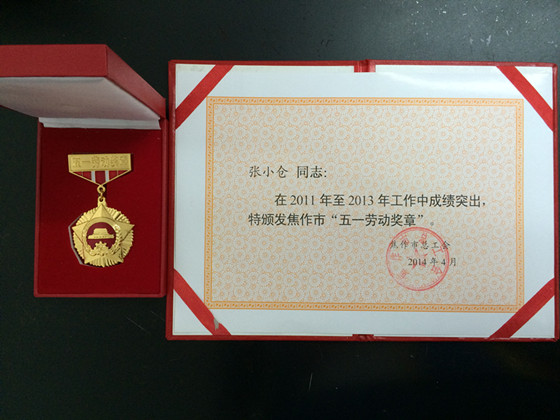 五一劳动奖章
张小仓 同志:
在2011年至2013年工作中成绩突出,
特颁发焦作市“五一劳动奖章”。
焦作市总工会
2014年4月